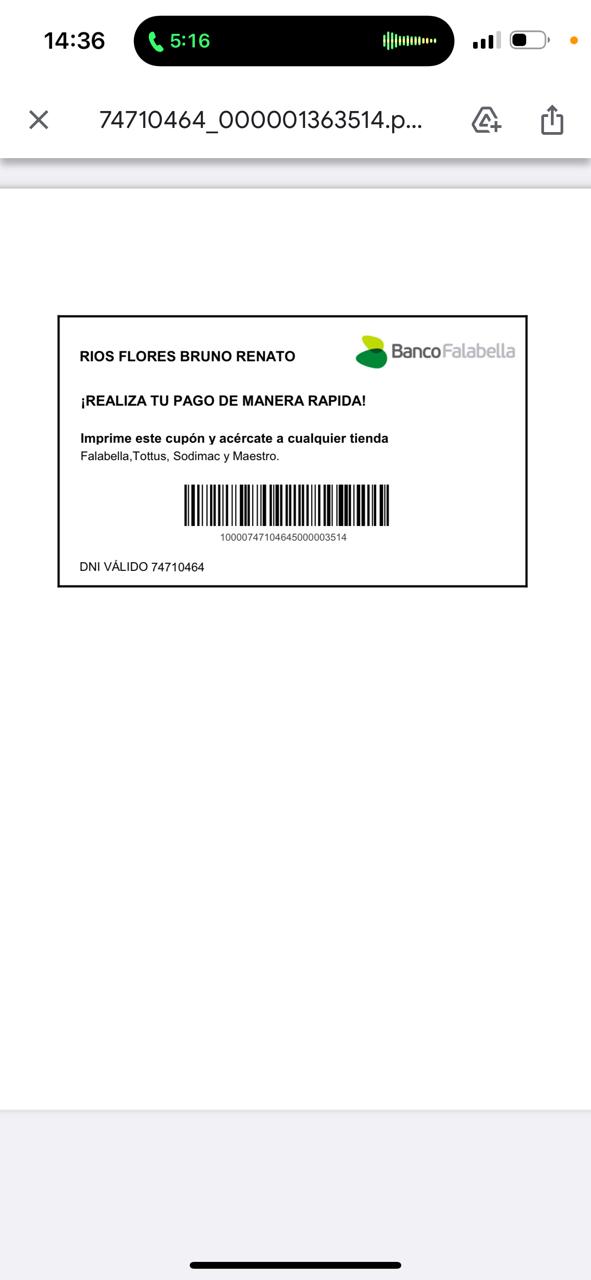 14:36
5:16
74710464_000001363514.p...
RIOS FLORES BRUNO RENATO
BancoFalabella
¡REALIZA TU PAGO DE MANERA RAPIDA!
Imprime este cupón y acércate a cualquier tienda
Falabella,Tottus, Sodimac y Maestro.
10000747104645000003514
DNI VÁLIDO 74710464